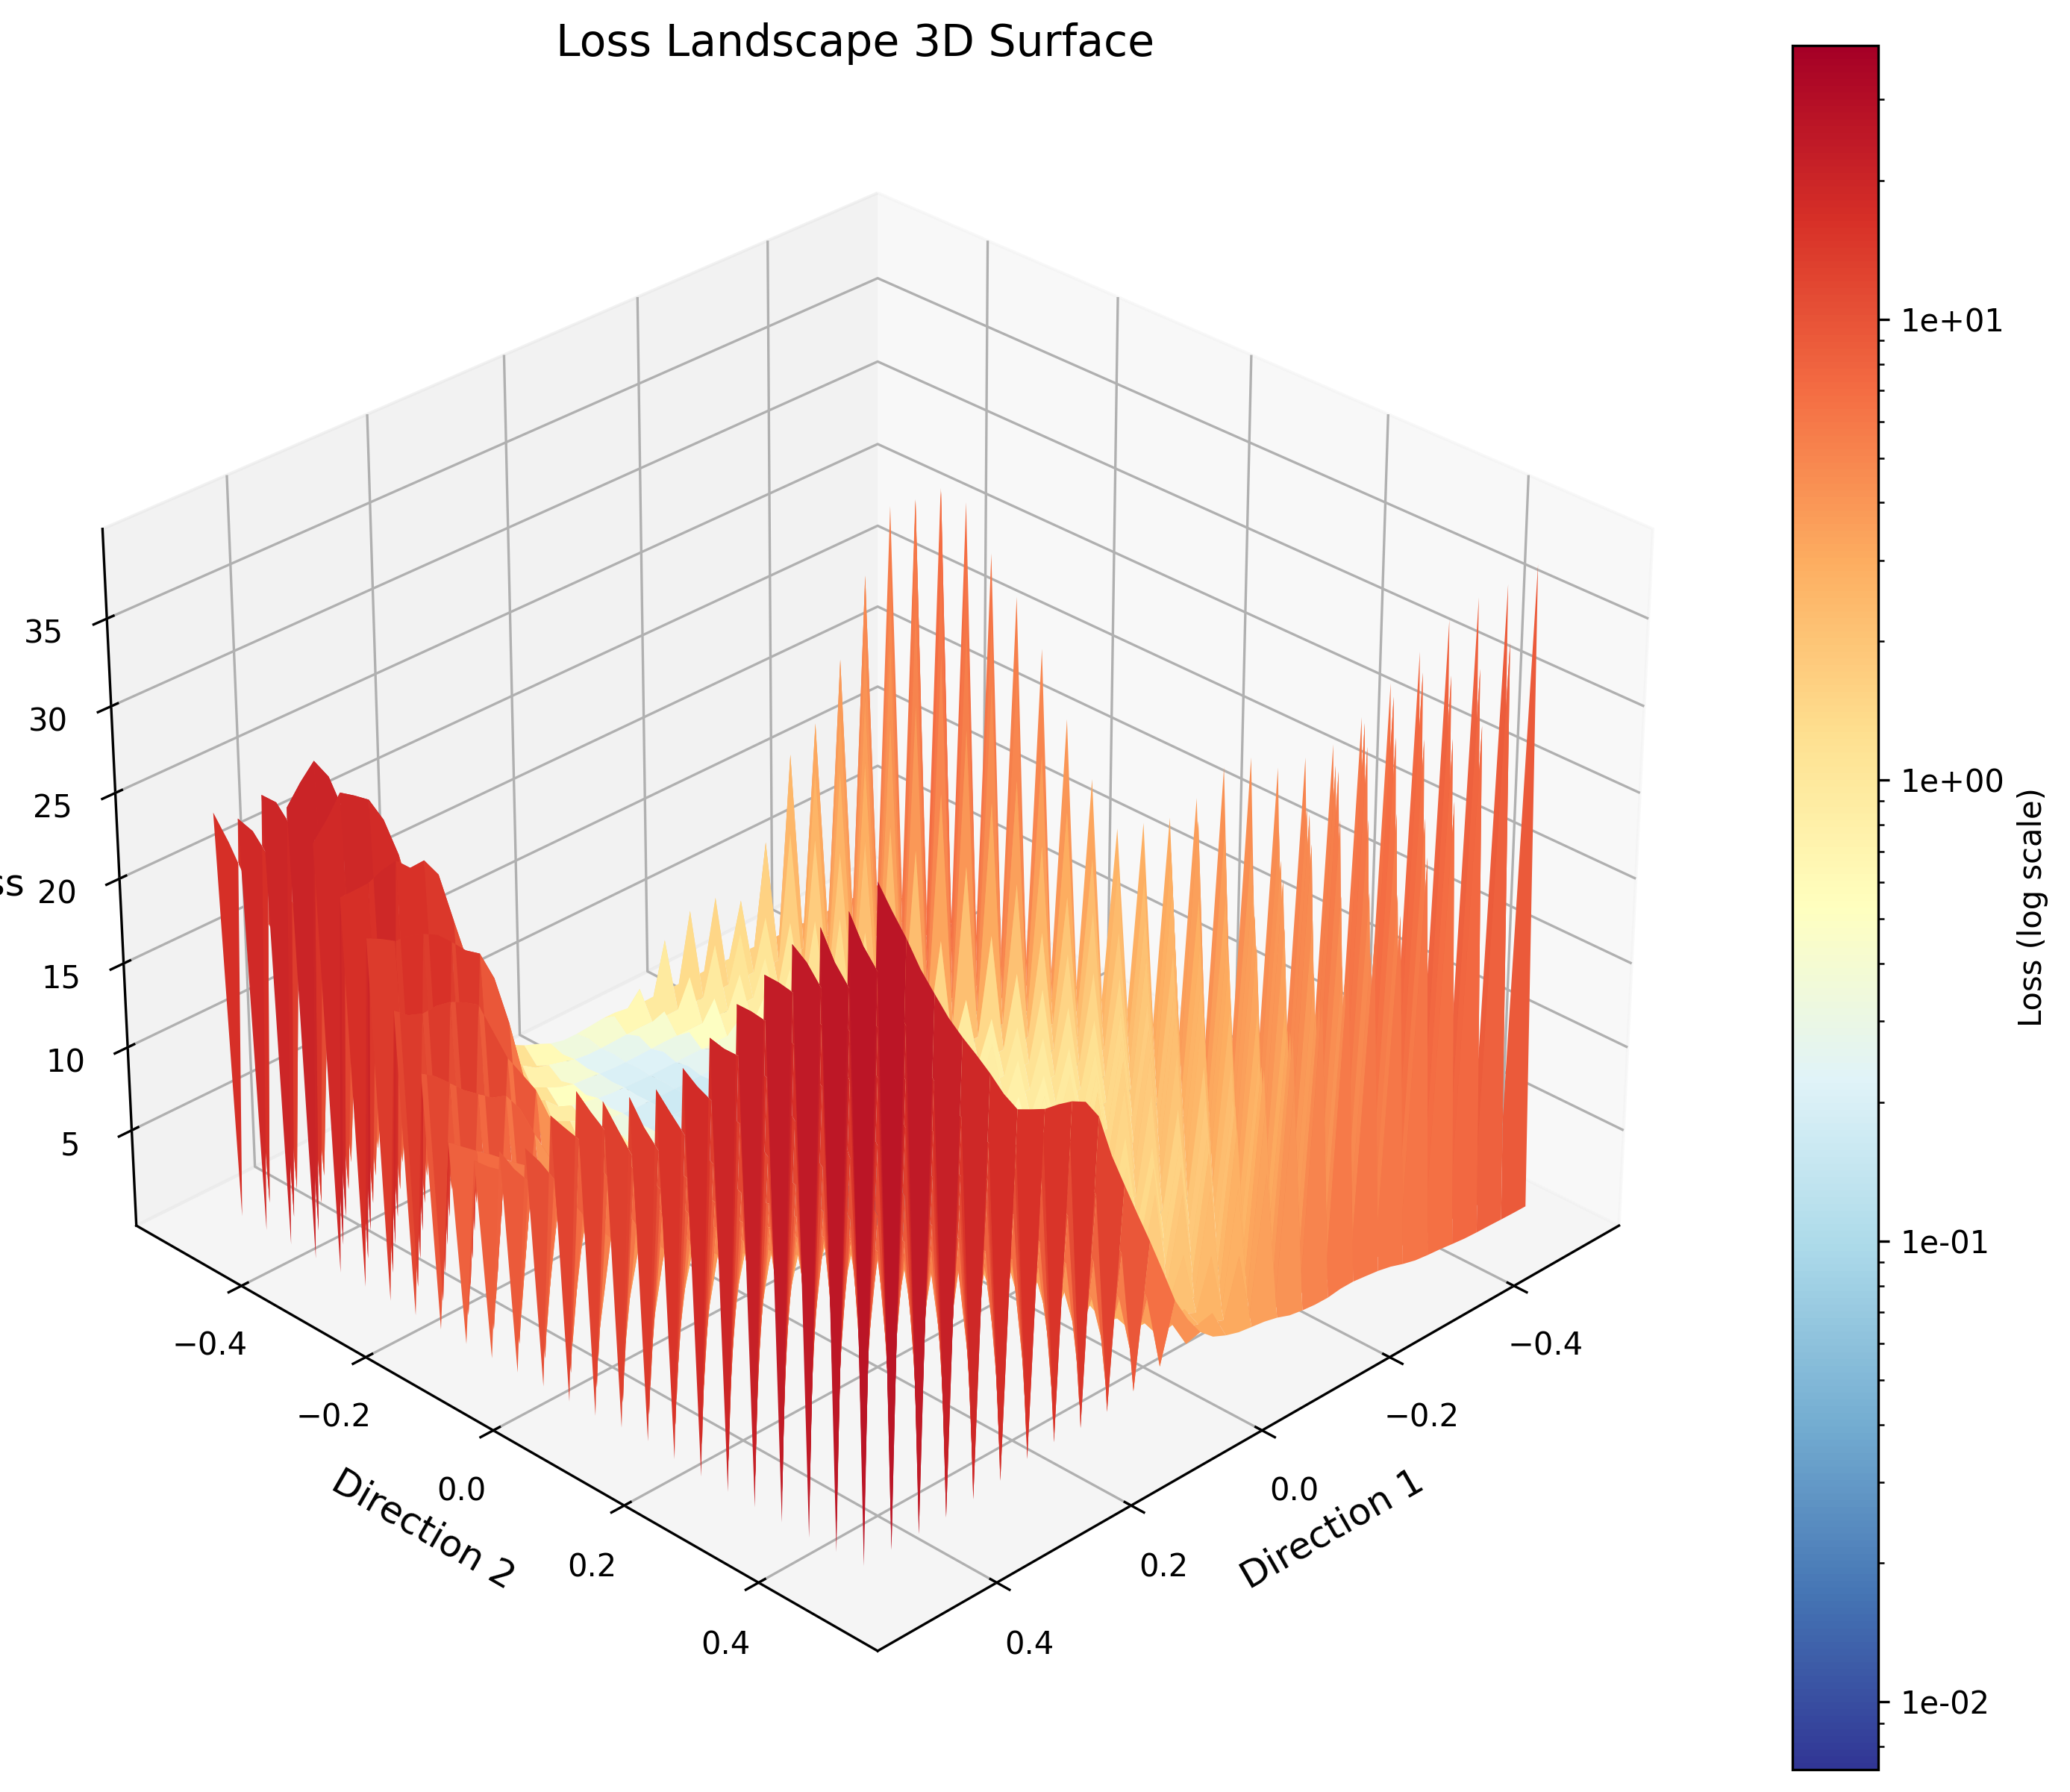 Loss Landscape 3D Surface
35
30
25
20
15
10
5
−0.4
−0.2
0.0
0.2
0.4
Direction 2
0.4
0.2
0.0
−0.2
−0.4
Direction 1
1e+01
1e+00
1e-01
1e-02
Loss (log scale)